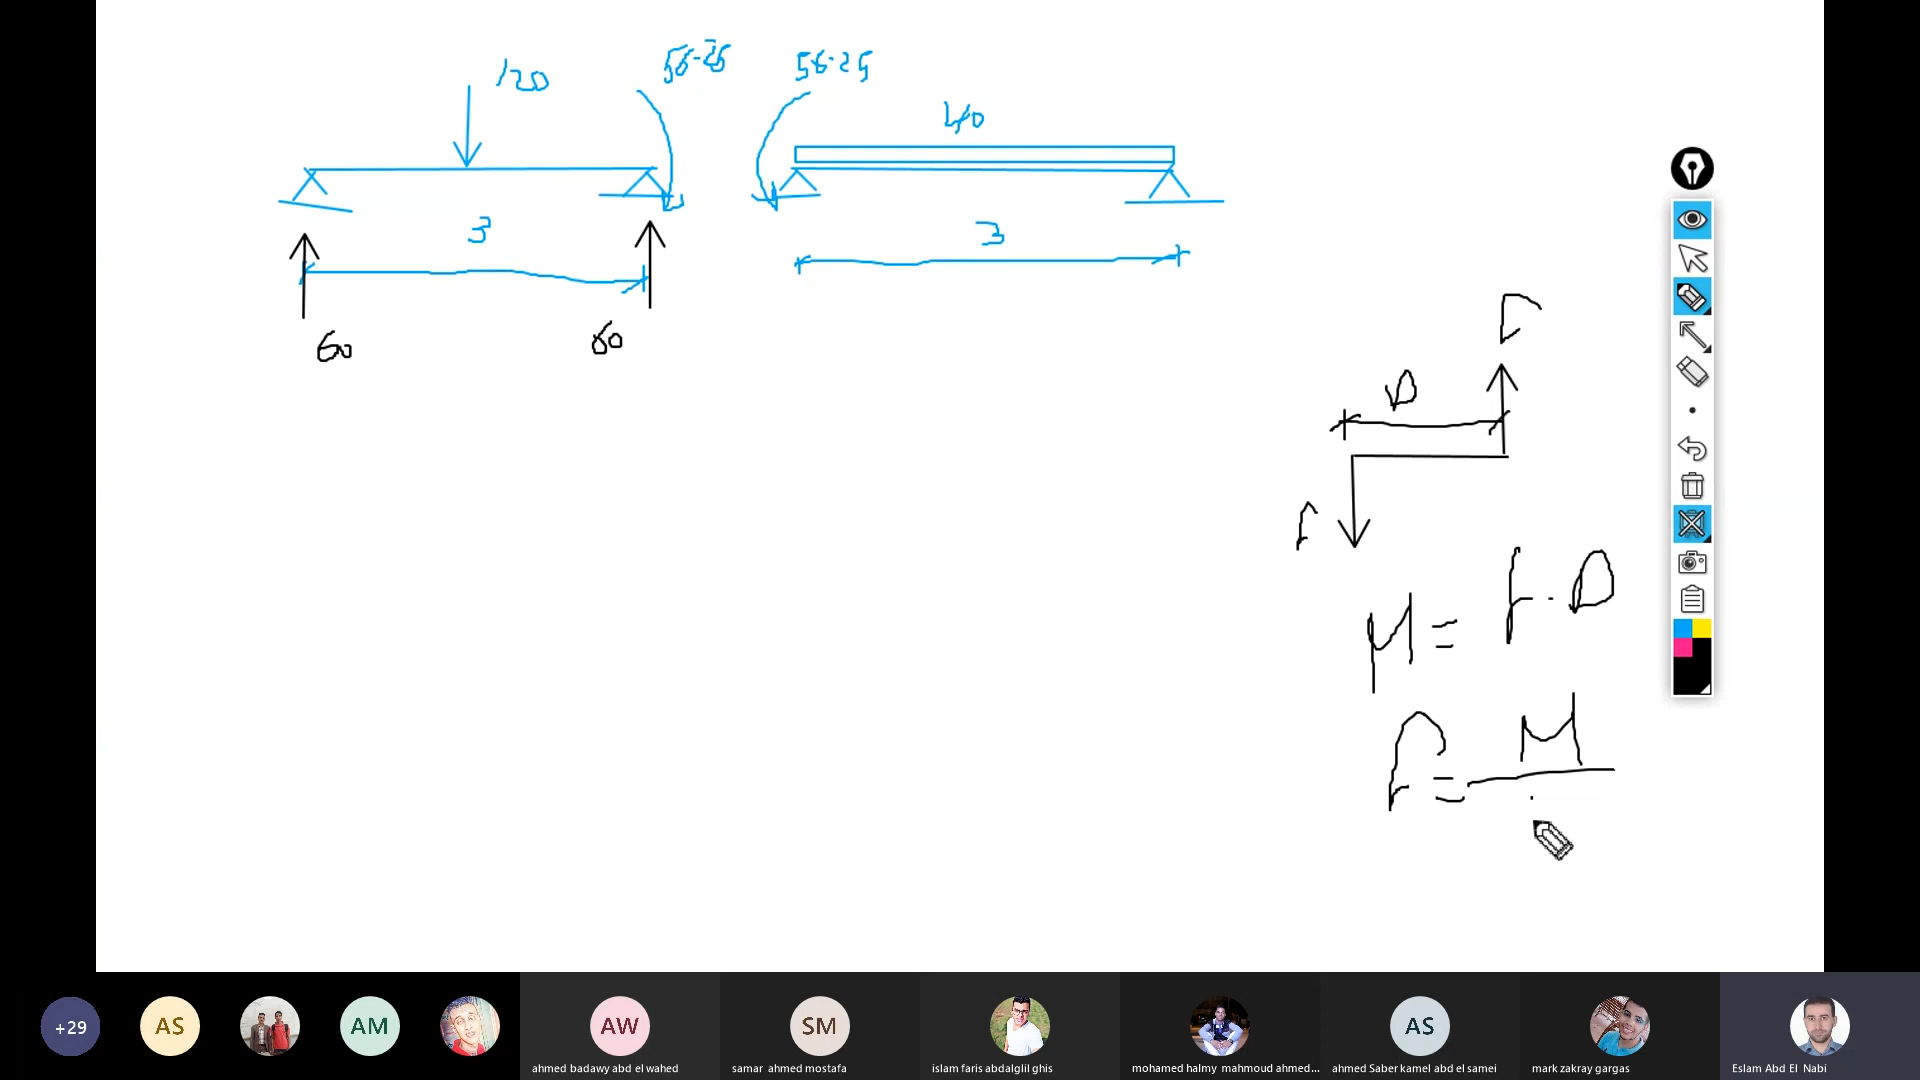 120
56.25
56.25
40
3
3
60
60
F
D
F
M = F . D
F = M
+29
AS
AM
AW
SM
AS
ahmed badawy abd el wahed
samar ahmed mostafa
islam faris abdalglil ghis
mohamed halmy mahmoud ahmed...
ahmed Saber kamel abd el samei
mark zakray gargas
Eslam Abd El Nabi